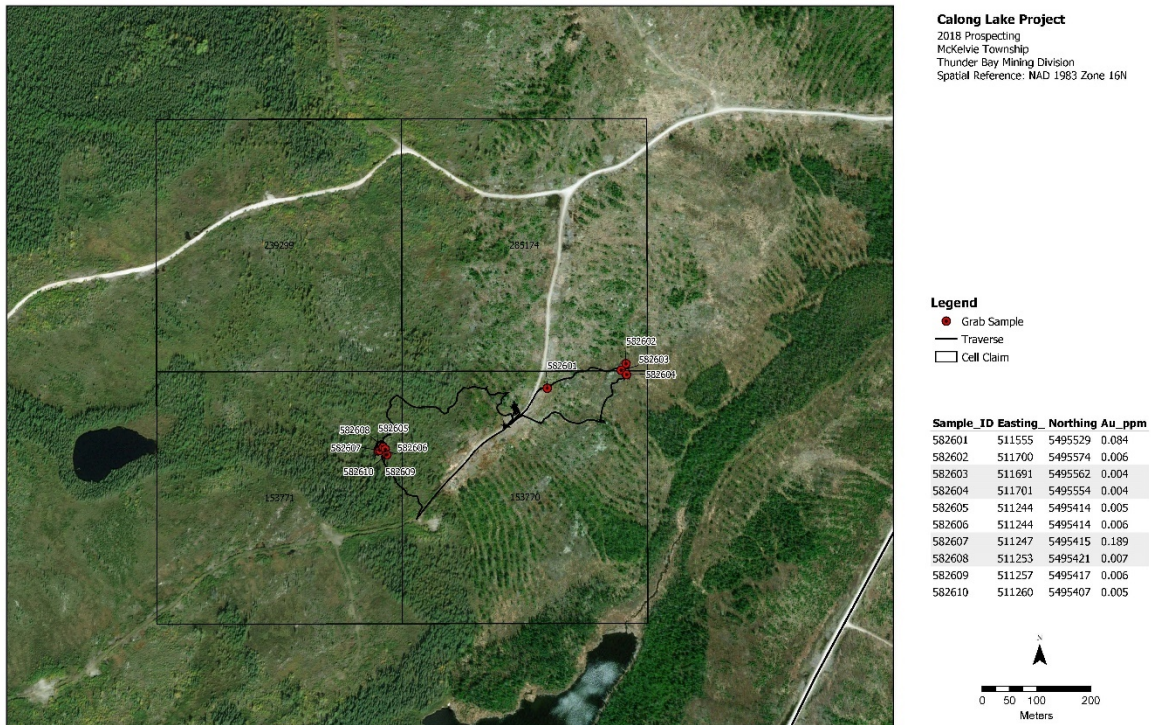 Calong Lake Project
2018 Prospecting
McKelvie Township
Thunder Bay Mining Division
Spatial Reference: NAD 1983 Zone 16N
239299
285174
582602
582601
582603
582604
582608
582605
582607
582606
582610
582609
153771
153770
Legend
Grab Sample
Traverse
Cell Claim
Sample_ID Easting_ Northing Au_ppm
582601 511555 5495529 0.084
582602 511700 5495574 0.006
582603 511691 5495562 0.004
582604 511701 5495554 0.004
582605 511244 5495414 0.005
582606 511244 5495414 0.006
582607 511247 5495415 0.189
582608 511253 5495421 0.007
582609 511257 5495417 0.006
582610 511260 5495407 0.005
N
0 50 100 200
Meters